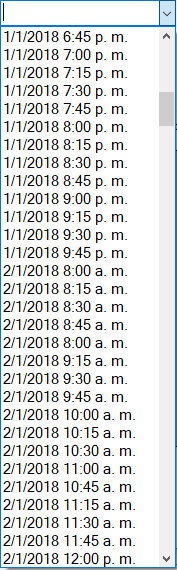 1/1/2018 6:45 p. m.
1/1/2018 7:00 p. m.
1/1/2018 7:15 p. m.
1/1/2018 7:30 p. m.
1/1/2018 7:45 p. m.
1/1/2018 8:00 p. m.
1/1/2018 8:15 p. m.
1/1/2018 8:30 p. m.
1/1/2018 8:45 p. m.
1/1/2018 9:00 p. m.
1/1/2018 9:15 p. m.
1/1/2018 9:30 p. m.
1/1/2018 9:45 p. m.
2/1/2018 8:00 a. m.
2/1/2018 8:15 a. m.
2/1/2018 8:30 a. m.
2/1/2018 8:45 a. m.
2/1/2018 8:00 a. m.
2/1/2018 9:15 a. m.
2/1/2018 9:30 a. m.
2/1/2018 9:45 a. m.
2/1/2018 10:00 a. m.
2/1/2018 10:15 a. m.
2/1/2018 10:30 a. m.
2/1/2018 11:00 a. m.
2/1/2018 10:45 a. m.
2/1/2018 11:15 a. m.
2/1/2018 11:30 a. m.
2/1/2018 11:45 a. m.
2/1/2018 12:00 p. m.